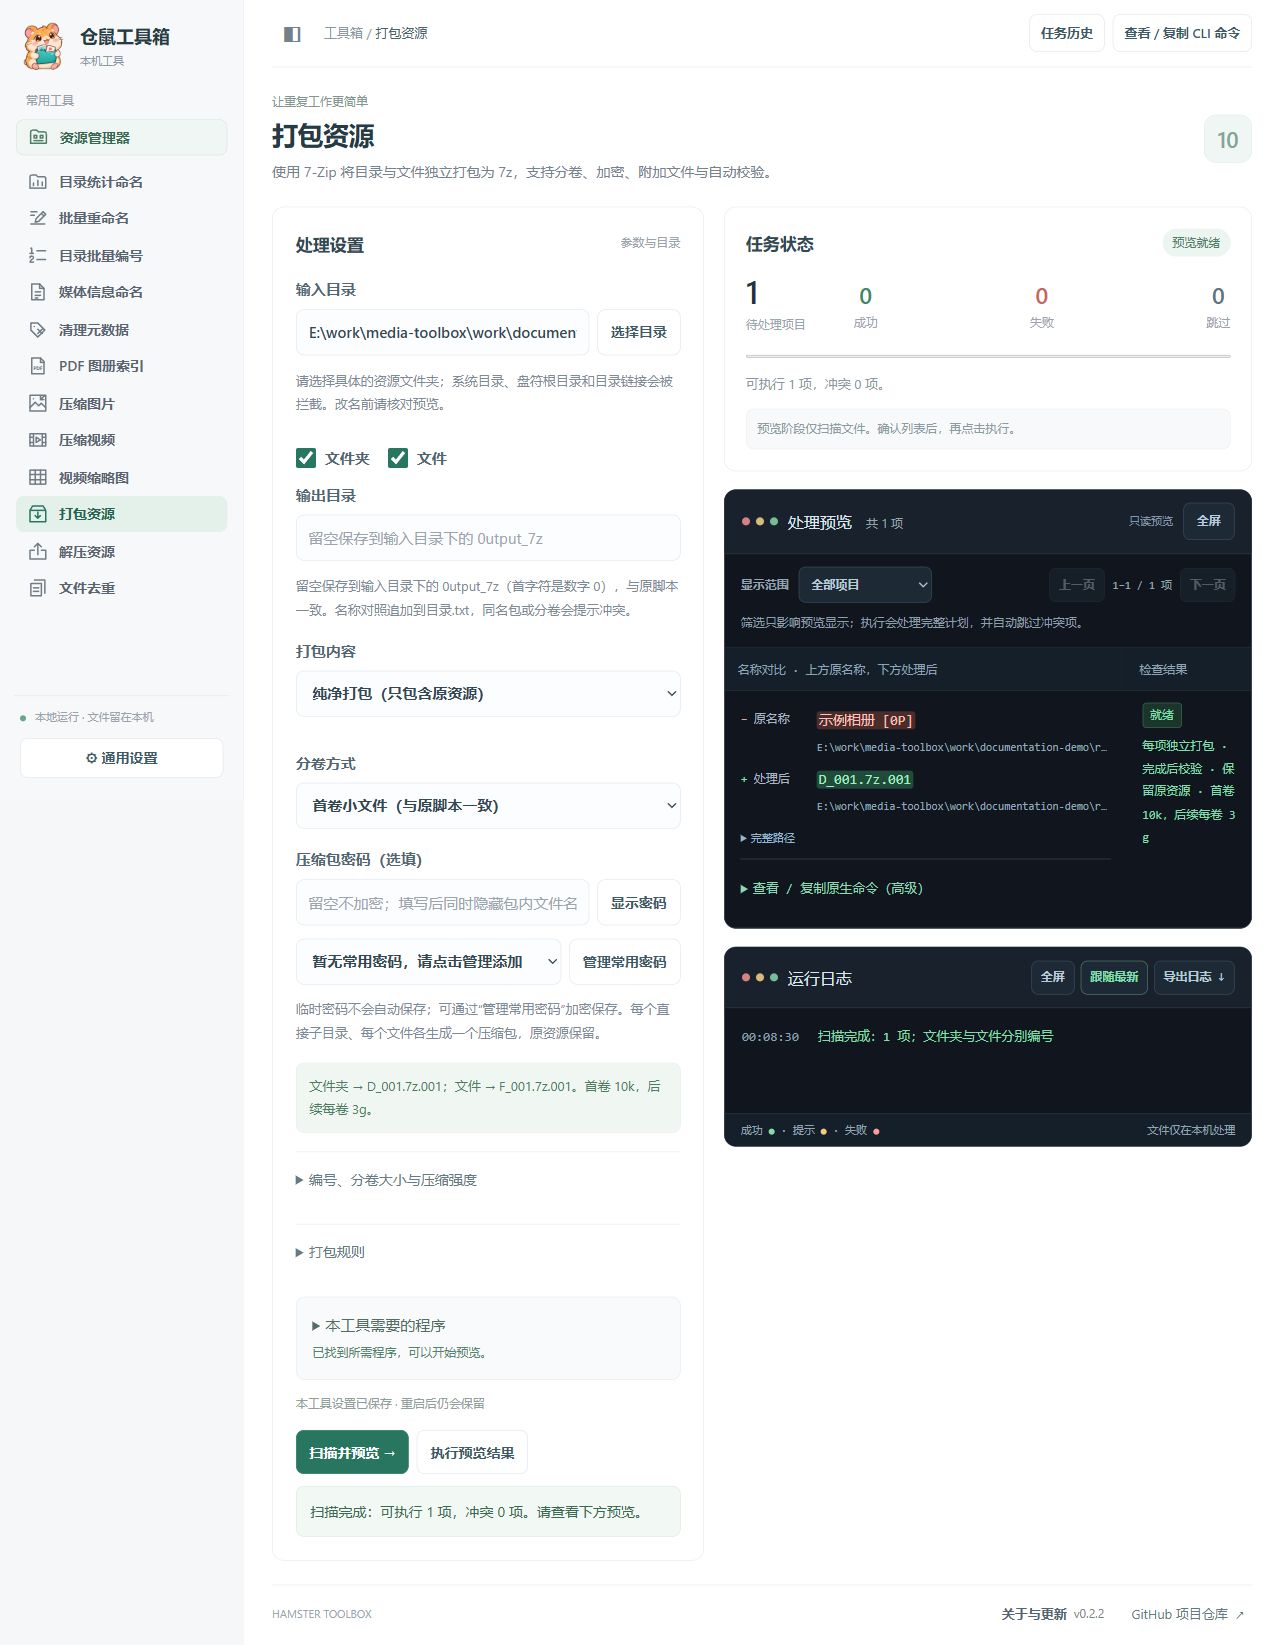 仓鼠工具箱
本机工具
常用工具
资源管理器
目录统计命名
批量重命名
目录批量编号
媒体信息命名
清理元数据
PDF 图册索引
压缩图片
压缩视频
视频缩略图
打包资源
解压资源
文件去重
本地运行 · 文件留在本机
⚙ 通用设置
工具箱 / 打包资源
任务历史
查看 / 复制 CLI 命令
让重复工作更简单
打包资源
10
使用 7-Zip 将目录与文件独立打包为 7z，支持分卷、加密、附加文件与自动校验。
处理设置
参数与目录
输入目录
E:\work\media-toolbox\work\documen
选择目录
请选择具体的资源文件夹；系统目录、盘符根目录和目录链接会被
拦截。改名前请核对预览。
文件夹
文件
输出目录
留空保存到输入目录下的 0utput_7z
留空保存到输入目录下的 0utput_7z（首字符是数字 0），与原脚本
一致。名称对照追加到目录.txt，同名包或分卷会提示冲突。
打包内容
纯净打包（只包含原资源）
分卷方式
首卷小文件（与原脚本一致）
压缩包密码（选填）
留空不加密；填写后同时隐藏包内文件名
显示密码
暂无常用密码，请点击管理添加
管理常用密码
临时密码不会自动保存；可通过“管理常用密码”加密保存。每个直
接子目录、每个文件各生成一个压缩包，原资源保留。
文件夹 → D_001.7z.001；文件 → F_001.7z.001。首卷 10k，后
续每卷 3g。
▶ 编号、分卷大小与压缩强度
▶ 打包规则
▶ 本工具需要的程序
已找到所需程序，可以开始预览。
本工具设置已保存 · 重启后仍会保留
扫描并预览 →
执行预览结果
扫描完成：可执行 1 项，冲突 0 项。请查看下方预览。
任务状态
预览就绪
1
待处理项目
0
成功
0
失败
0
跳过
可执行 1 项，冲突 0 项。
预览阶段仅扫描文件。确认列表后，再点击执行。
处理预览
共 1 项
只读预览
全屏
显示范围
全部项目
上一页
1-1 / 1 项
下一页
筛选只影响预览显示；执行会处理完整计划，并自动跳过冲突项。
名称对比 · 上方原名称，下方处理后
检查结果
- 原名称
示例相册 [0P]
E:\work\media-toolbox\work\documentation-demo\r…
+ 处理后
D_001.7z.001
E:\work\media-toolbox\work\documentation-demo\r…
▶ 完整路径
就绪
每项独立打包 ·
完成后校验 · 保
留原资源 · 首卷
10k，后续每卷 3
g
▶ 查看 / 复制原生命令（高级）
运行日志
全屏
跟随最新
导出日志 ↓
00:08:30
扫描完成：1 项；文件夹与文件分别编号
成功 ● · 提示 ● · 失败 ●
文件仅在本机处理
HAMSTER TOOLBOX
关于与更新 v0.2.2
GitHub 项目仓库 ↗